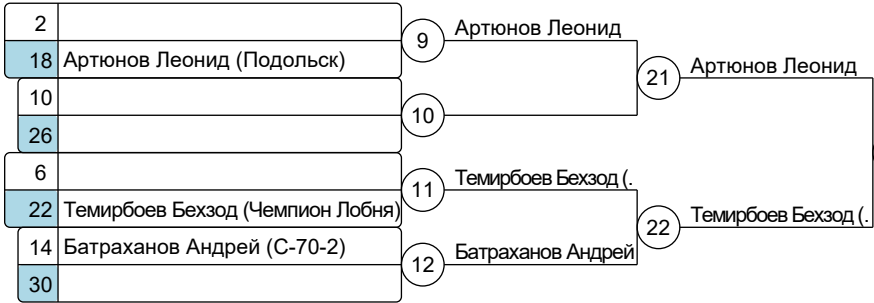 2
18 Артюнов Леонид (Подольск)
9 Артюнов Леонид
21 Артюнов Леонид
10
26
10
6
22 Темирбоев Бехзод (Чемпион Лобня)
11 Темирбоев Бехзод (.
22 Темирбоев Бехзод (.
14 Батраханов Андрей (С-70-2)
30
12 Батраханов Андрей